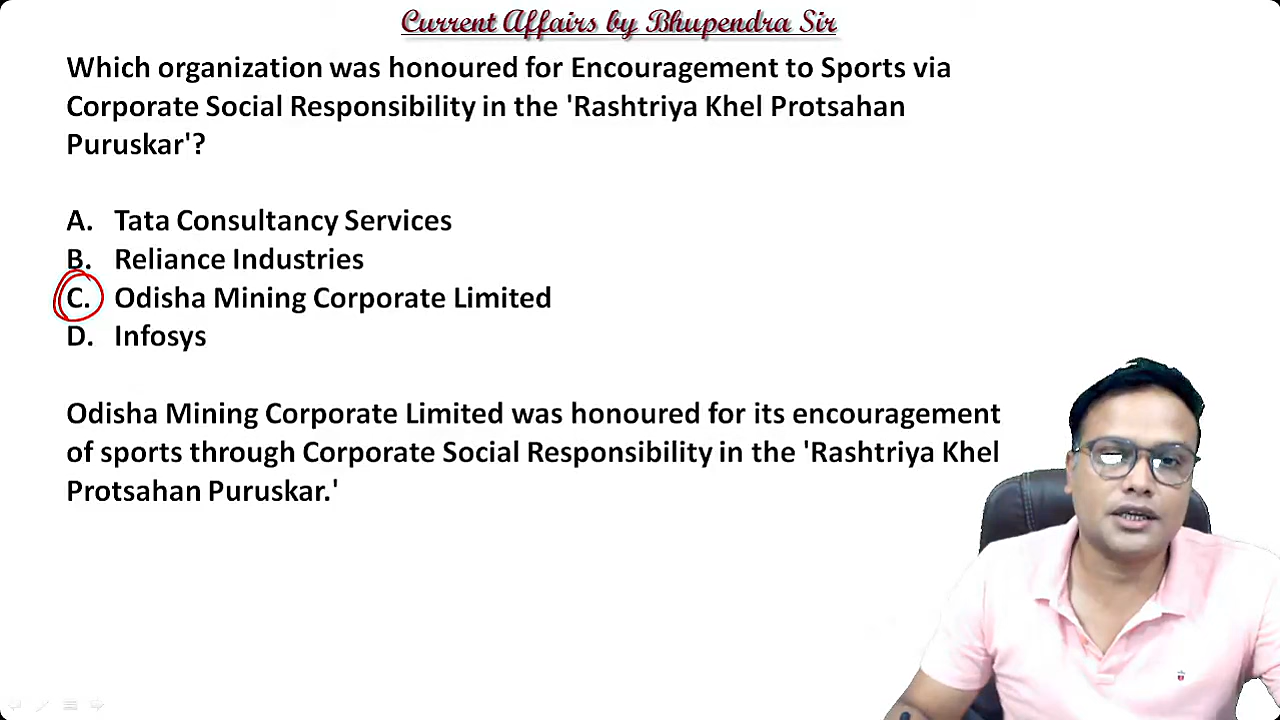 Current Affairs by Bhupendra Sir
Which organization was honoured for Encouragement to Sports via
Corporate Social Responsibility in the 'Rashtriya Khel Protsahan
Puruskar'?
A. Tata Consultancy Services
B. Reliance Industries
C. Odisha Mining Corporate Limited
D. Infosys
Odisha Mining Corporate Limited was honoured for its encouragement
of sports through Corporate Social Responsibility in the 'Rashtriya Khel
Protsahan Puruskar.'